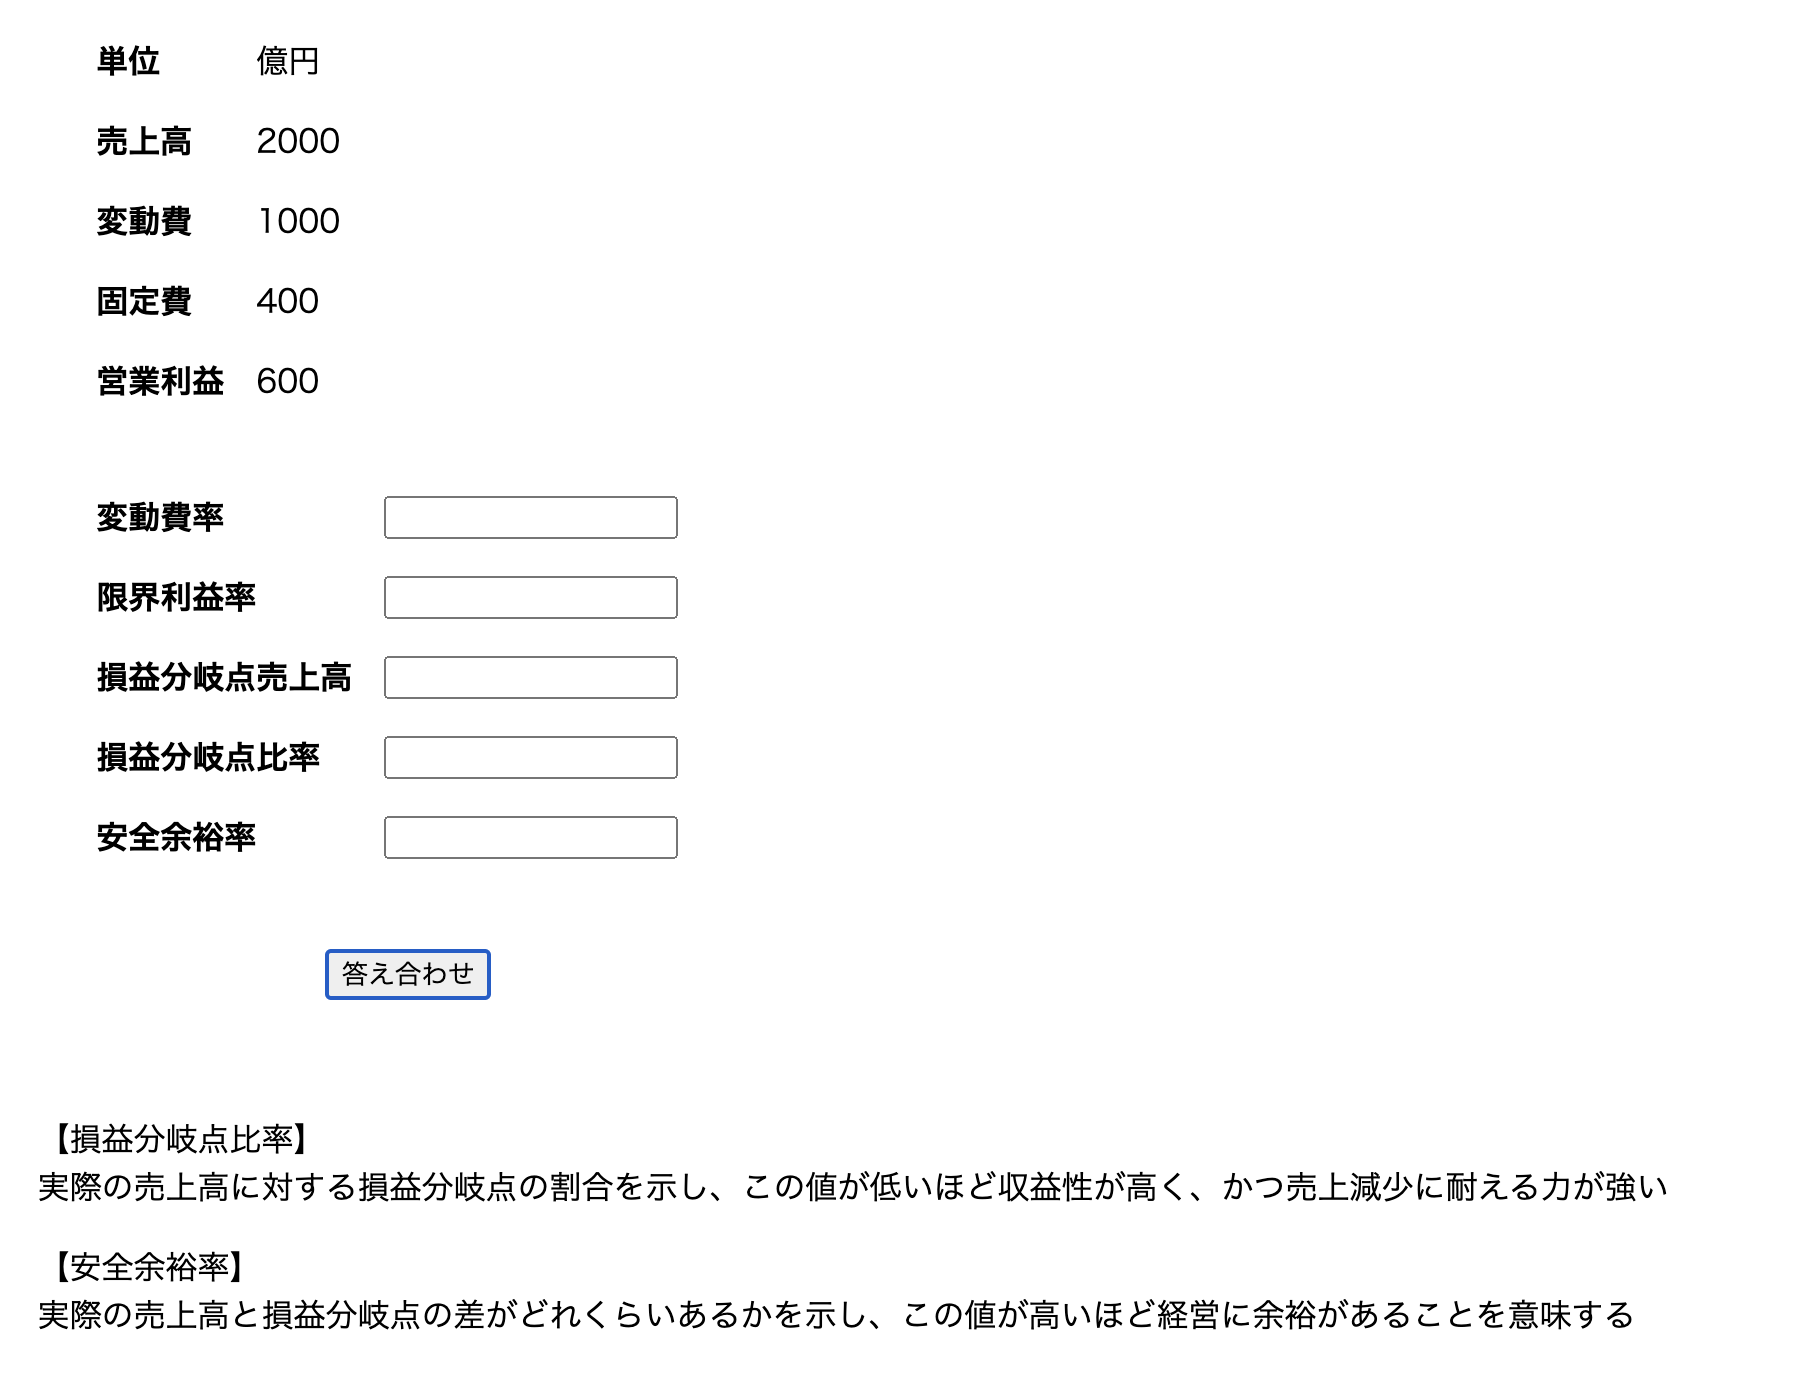 単位 億円
売上高 2000
変動費 1000
固定費 400
営業利益 600
変動費率
限界利益率
損益分岐点売上高
損益分岐点比率
安全余裕率
答え合わせ
【損益分岐点比率】
実際の売上高に対する損益分岐点の割合を示し、この値が低いほど収益性が高く、かつ売上減少に耐える力が強い
【安全余裕率】
実際の売上高と損益分岐点の差がどれくらいあるかを示し、この値が高いほど経営に余裕があることを意味する